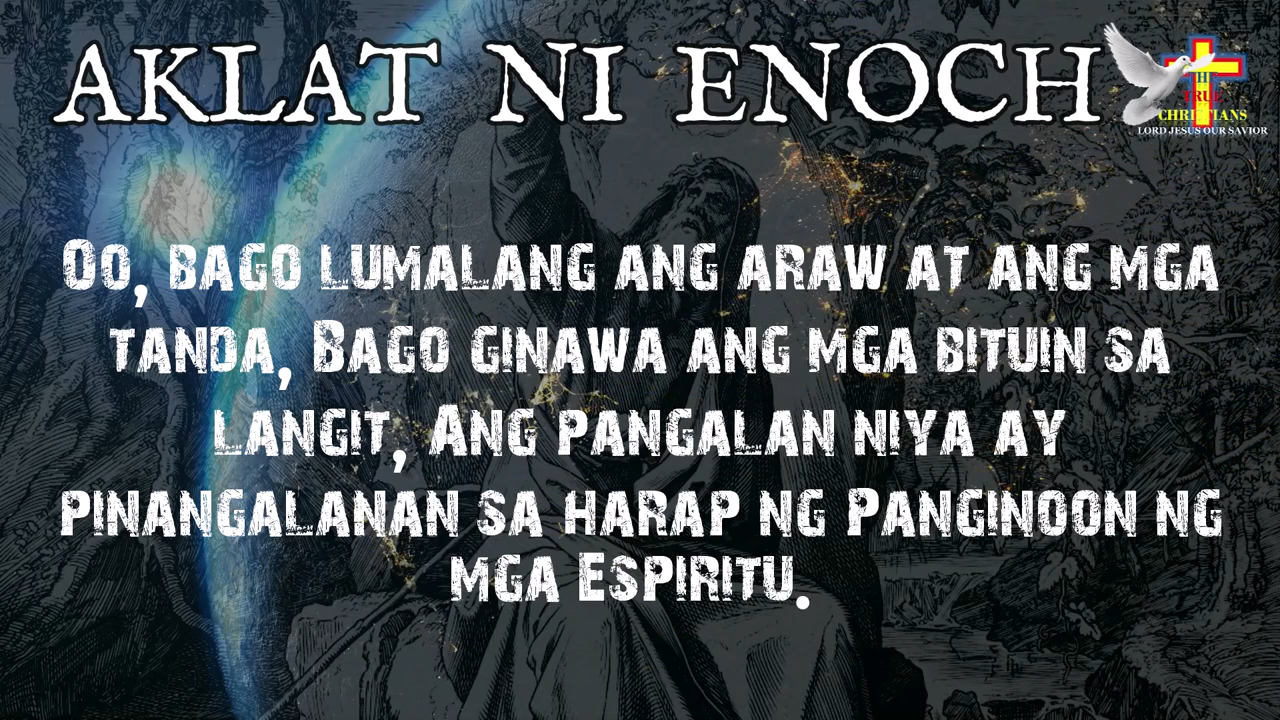 AKLAT NI ENOCH
THE
TRUE
CHRISTIANS
LORD JESUS OUR SAVIOR
Oo, bago lumalang ang araw at ang mga
tanda, Bago ginawa ang mga bituin sa
langit, Ang pangalan niya ay
pinangalanan sa harap ng Panginoon ng
mga Espiritu.